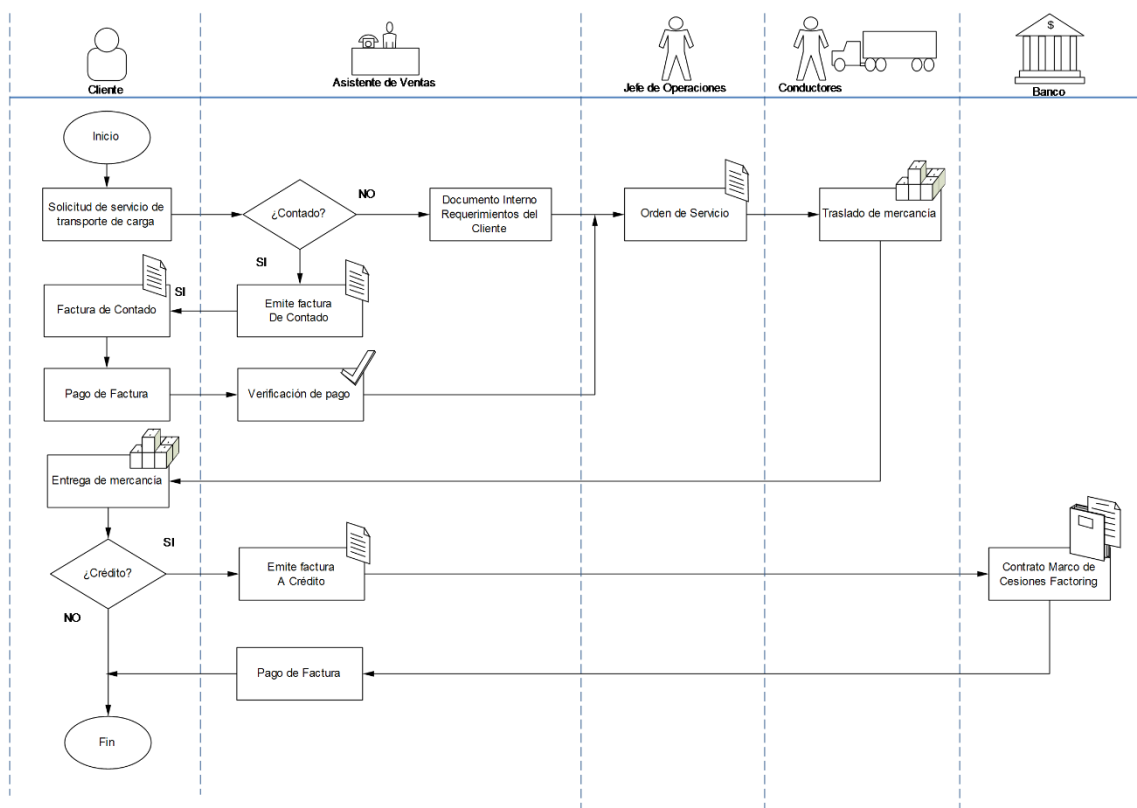 $
Cliente
Asistente de Ventas
Jefe de Operaciones
Conductores
Banco
Inicio
Solicitud de servicio de
transporte de carga
¿Contado?
NO
Documento Interno
Requerimientos del
Cliente
Orden de Servicio
Traslado de mercancía
SI
SI
Factura de Contado
Emite factura
De Contado
Pago de Factura
Verificación de pago
Entrega de mercancía
¿Crédito?
SI
NO
Emite factura
A Crédito
Contrato Marco de
Cesiones Factoring
Pago de Factura
Fin